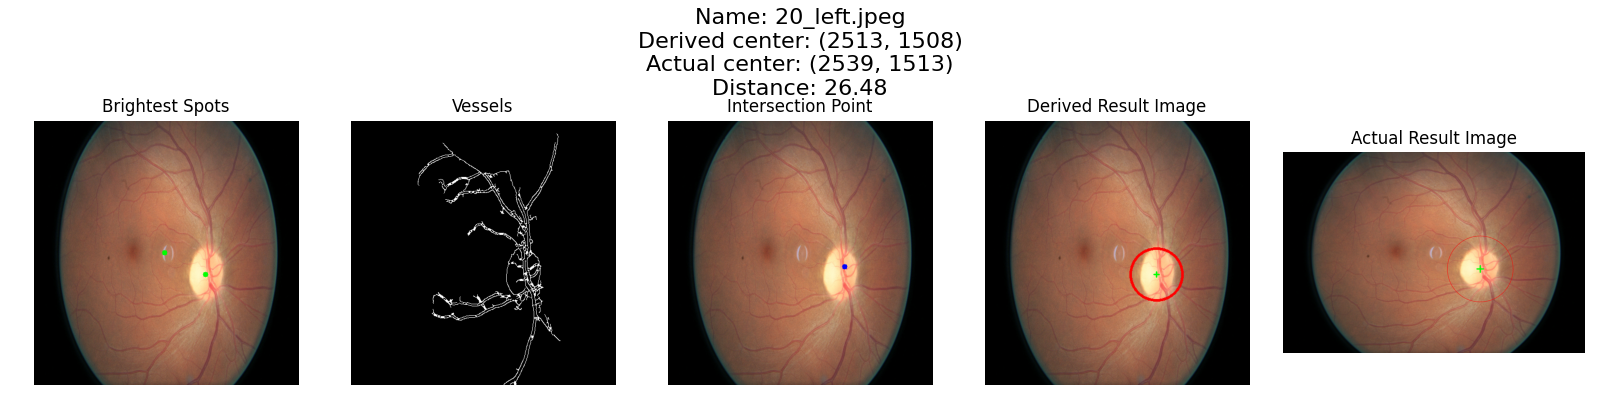 Name: 20_left.jpeg
Derived center: (2513, 1508)
Actual center: (2539, 1513)
Distance: 26.48
Brightest Spots
Vessels
Intersection Point
Derived Result Image
Actual Result Image